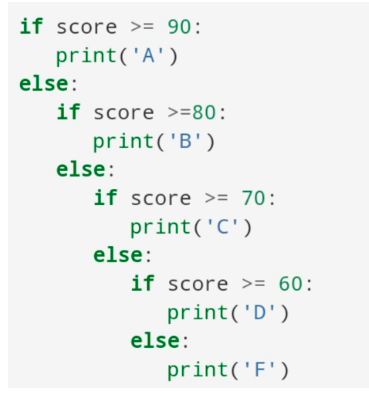 if score >= 90:
   print('A')
else:
   if score >=80:
      print('B')
   else:
      if score >= 70:
         print('C')
      else:
         if score >= 60:
            print('D')
         else:
            print('F')